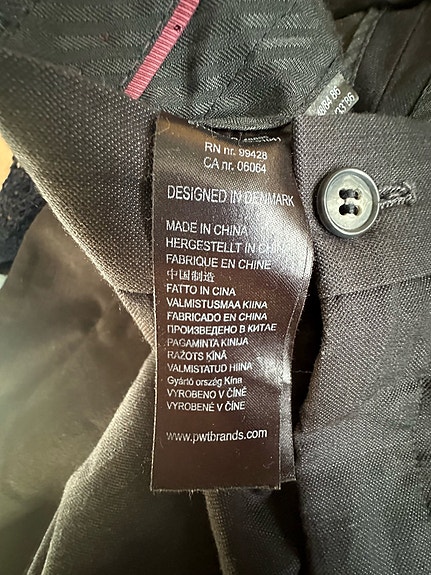 RN nr. 99428
CA nr. 06064
DESIGNED IN DENMARK
MADE IN CHINA
HERGESTELLT IN
FABRIQUE EN CHINE
中国制造
FATTO IN CINA
VALMISTUSMAA KIINA
FABRICADO EN CHINA
ПРОИЗВЕДЕНО В КИТАЕ
PAGAMINTA KINIJA
RAŽOTS ĶĪNĀ
VALMISTATUD HIINA
Gyártó ország Kína
VYROBENO V ČÍNĚ
VYROBENÉ V ČÍNE
www.pwtbrands.com